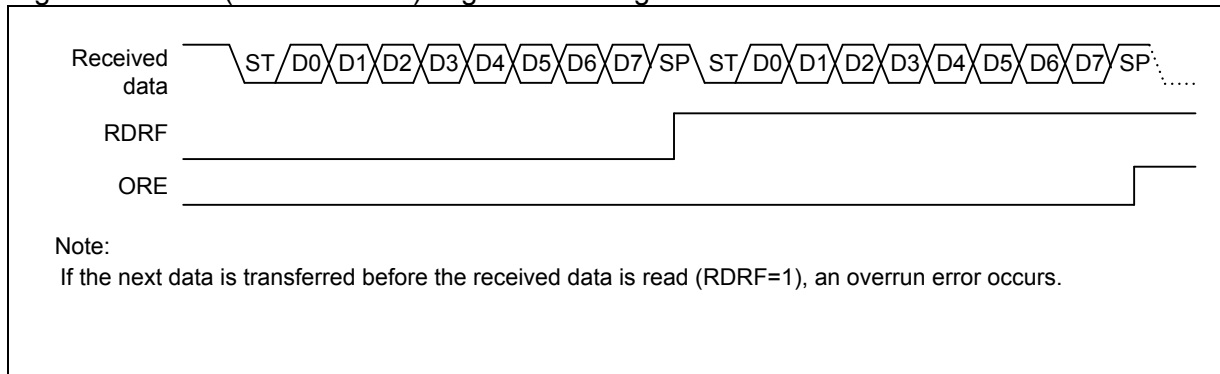 Received data
ST D0 D1 D2 D3 D4 D5 D6 D7 SP ST D0 D1 D2 D3 D4 D5 D6 D7 SP
RDRF
ORE
Note:
If the next data is transferred before the received data is read (RDRF=1), an overrun error occurs.